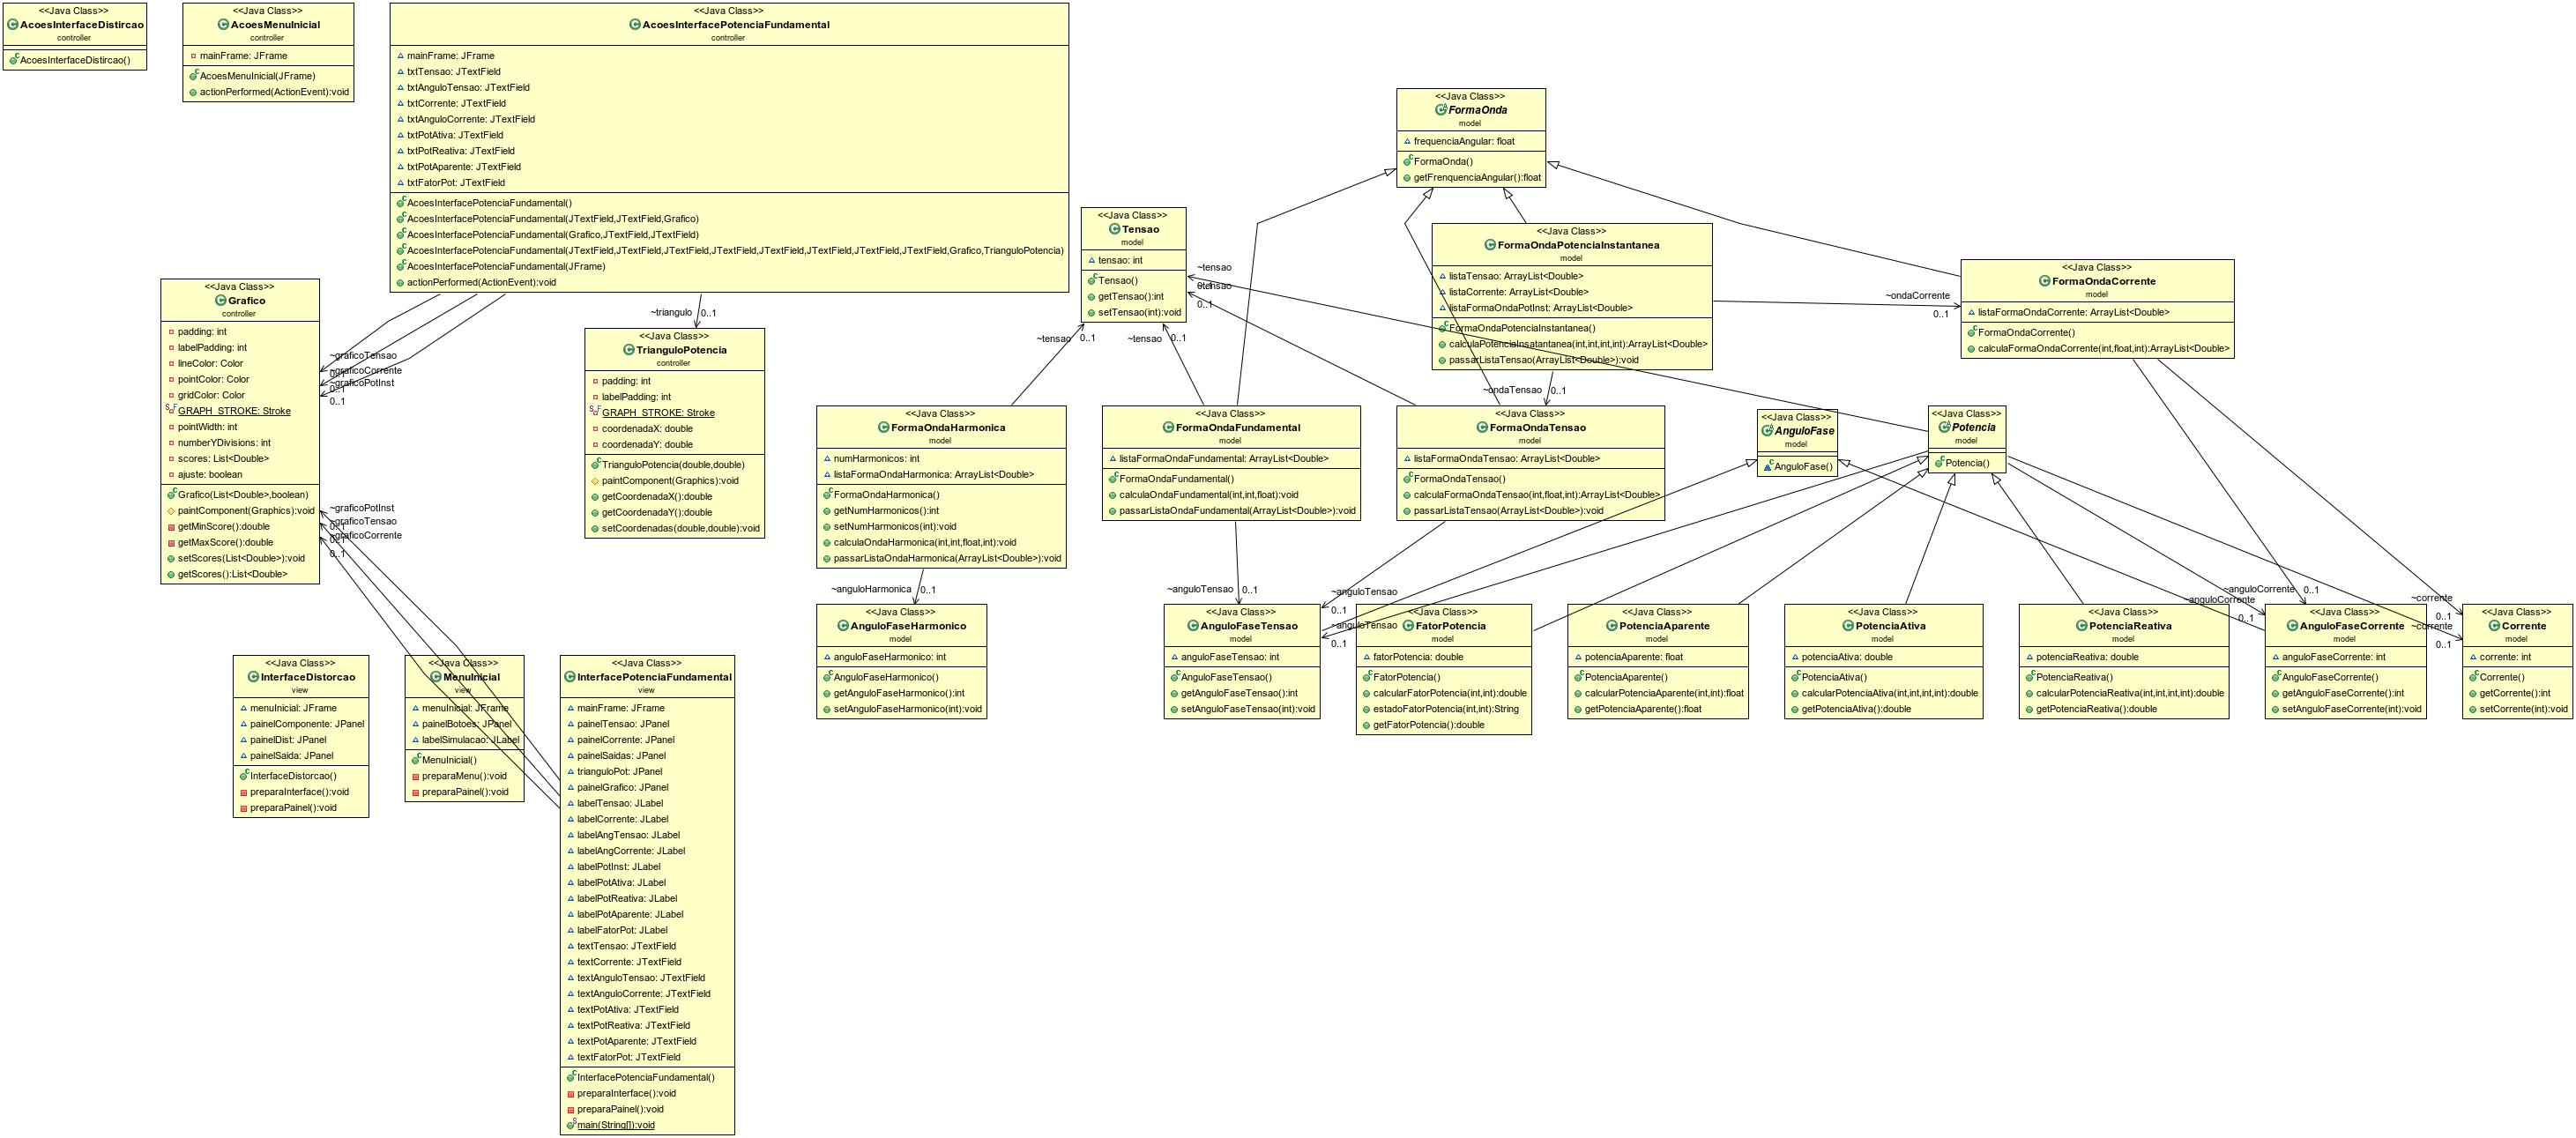 <<Java Class>>
AcoesInterfaceDistircao
controller
AcoesInterfaceDistircao()
<<Java Class>>
AcoesMenuInicial
controller
mainFrame: JFrame
AcoesMenuInicial(JFrame)
actionPerformed(ActionEvent):void
<<Java Class>>
AcoesInterfacePotenciaFundamental
controller
mainFrame: JFrame
txtTensao: JTextField
txtAnguloTensao: JTextField
txtCorrente: JTextField
txtAnguloCorrente: JTextField
txtPotAtiva: JTextField
txtPotReativa: JTextField
txtPotAparente: JTextField
txtFatorPot: JTextField
AcoesInterfacePotenciaFundamental()
AcoesInterfacePotenciaFundamental(JTextField,JTextField,Grafico)
AcoesInterfacePotenciaFundamental(Grafico,JTextField,JTextField)
AcoesInterfacePotenciaFundamental(JTextField,JTextField,JTextField,JTextField,JTextField,JTextField,JTextField,JTextField,Grafico,TrianguloPotencia)
AcoesInterfacePotenciaFundamental(JFrame)
actionPerformed(ActionEvent):void
<<Java Class>>
FormaOnda
model
frequenciaAngular: float
FormaOnda()
getFrenquenciaAngular():float
<<Java Class>>
Tensao
model
tensao: int
Tensao()
getTensao():int
setTensao(int):void
~tensao
0..1
~tensao
0..1
~tensao
0..1
~tensao
0..1
<<Java Class>>
FormaOndaPotenciaInstantanea
model
listaTensao: ArrayList<Double>
listaCorrente: ArrayList<Double>
listaFormaOndaPotInst: ArrayList<Double>
FormaOndaPotenciaInstantanea()
calculaPotenciaInsatantanea(int,int,int,int):ArrayList<Double>
passarListaTensao(ArrayList<Double>):void
~ondaCorrente
0..1
~ondaTensao
0..1
<<Java Class>>
FormaOndaCorrente
model
listaFormaOndaCorrente: ArrayList<Double>
FormaOndaCorrente()
calculaFormaOndaCorrente(int,float,int):ArrayList<Double>
<<Java Class>>
Grafico
controller
padding: int
labelPadding: int
lineColor: Color
pointColor: Color
gridColor: Color
GRAPH_STROKE: Stroke
pointWidth: int
numberYDivisions: int
scores: List<Double>
ajuste: boolean
Grafico(List<Double>,boolean)
paintComponent(Graphics):void
getMinScore():double
getMaxScore():double
setScores(List<Double>):void
getScores():List<Double>
~graficoTensao
0..1
~graficoCorrente
0..1
~graficoPotInst
0..1
~graficoPotInst
0..1
~graficoTensao
0..1
~graficoCorrente
0..1
~triangulo
0..1
<<Java Class>>
TrianguloPotencia
controller
padding: int
labelPadding: int
GRAPH_STROKE: Stroke
coordenadaX: double
coordenadaY: double
TrianguloPotencia(double,double)
paintComponent(Graphics):void
getCoordenadaX():double
getCoordenadaY():double
setCoordenadas(double,double):void
<<Java Class>>
FormaOndaHarmonica
model
numHarmonicos: int
listaFormaOndaHarmonica: ArrayList<Double>
FormaOndaHarmonica()
getNumHarmonicos():int
setNumHarmonicos(int):void
calculaOndaHarmonica(int,int,float,int):void
passarListaOndaHarmonica(ArrayList<Double>):void
<<Java Class>>
FormaOndaFundamental
model
listaFormaOndaFundamental: ArrayList<Double>
FormaOndaFundamental()
calculaOndaFundamental(int,int,float):void
passarListaOndaFundamental(ArrayList<Double>):void
<<Java Class>>
FormaOndaTensao
model
listaFormaOndaTensao: ArrayList<Double>
FormaOndaTensao()
calculaFormaOndaTensao(int,float,int):ArrayList<Double>
passarListaTensao(ArrayList<Double>):void
<<Java Class>>
AnguloFase
model
AnguloFase()
<<Java Class>>
Potencia
model
Potencia()
~anguloHarmonica
0..1
~anguloTensao
0..1
~anguloTensao
0..1
~anguloTensao
0..1
~anguloCorrente
0..1
~anguloCorrente
0..1
~corrente
0..1
~corrente
0..1
<<Java Class>>
AnguloFaseHarmonico
model
anguloFaseHarmonico: int
AnguloFaseHarmonico()
getAnguloFaseHarmonico():int
setAnguloFaseHarmonico(int):void
<<Java Class>>
AnguloFaseTensao
model
anguloFaseTensao: int
AnguloFaseTensao()
getAnguloFaseTensao():int
setAnguloFaseTensao(int):void
<<Java Class>>
FatorPotencia
model
fatorPotencia: double
FatorPotencia()
calcularFatorPotencia(int,int):double
estadoFatorPotencia(int,int):String
getFatorPotencia():double
<<Java Class>>
PotenciaAparente
model
potenciaAparente: float
PotenciaAparente()
calcularPotenciaAparente(int,int):float
getPotenciaAparente():float
<<Java Class>>
PotenciaAtiva
model
potenciaAtiva: double
PotenciaAtiva()
calcularPotenciaAtiva(int,int,int,int):double
getPotenciaAtiva():double
<<Java Class>>
PotenciaReativa
model
potenciaReativa: double
PotenciaReativa()
calcularPotenciaReativa(int,int,int,int):double
getPotenciaReativa():double
<<Java Class>>
AnguloFaseCorrente
model
anguloFaseCorrente: int
AnguloFaseCorrente()
getAnguloFaseCorrente():int
setAnguloFaseCorrente(int):void
<<Java Class>>
Corrente
model
corrente: int
Corrente()
getCorrente():int
setCorrente(int):void
<<Java Class>>
InterfaceDistorcao
view
menuInicial: JFrame
painelComponente: JPanel
painelDist: JPanel
painelSaida: JPanel
InterfaceDistorcao()
preparaInterface():void
preparaPainel():void
<<Java Class>>
MenuInicial
view
menuInicial: JFrame
painelBotoes: JPanel
labelSimulacao: JLabel
MenuInicial()
preparaMenu():void
preparaPainel():void
<<Java Class>>
InterfacePotenciaFundamental
view
mainFrame: JFrame
painelTensao: JPanel
painelCorrente: JPanel
painelSaidas: JPanel
trianguloPot: JPanel
painelGrafico: JPanel
labelTensao: JLabel
labelCorrente: JLabel
labelAngTensao: JLabel
labelAngCorrente: JLabel
labelPotInst: JLabel
labelPotAtiva: JLabel
labelPotReativa: JLabel
labelPotAparente: JLabel
labelFatorPot: JLabel
textTensao: JTextField
textCorrente: JTextField
textAnguloTensao: JTextField
textAnguloCorrente: JTextField
textPotAtiva: JTextField
textPotReativa: JTextField
textPotAparente: JTextField
textFatorPot: JTextField
InterfacePotenciaFundamental()
preparaInterface():void
preparaPainel():void
main(String[]):void